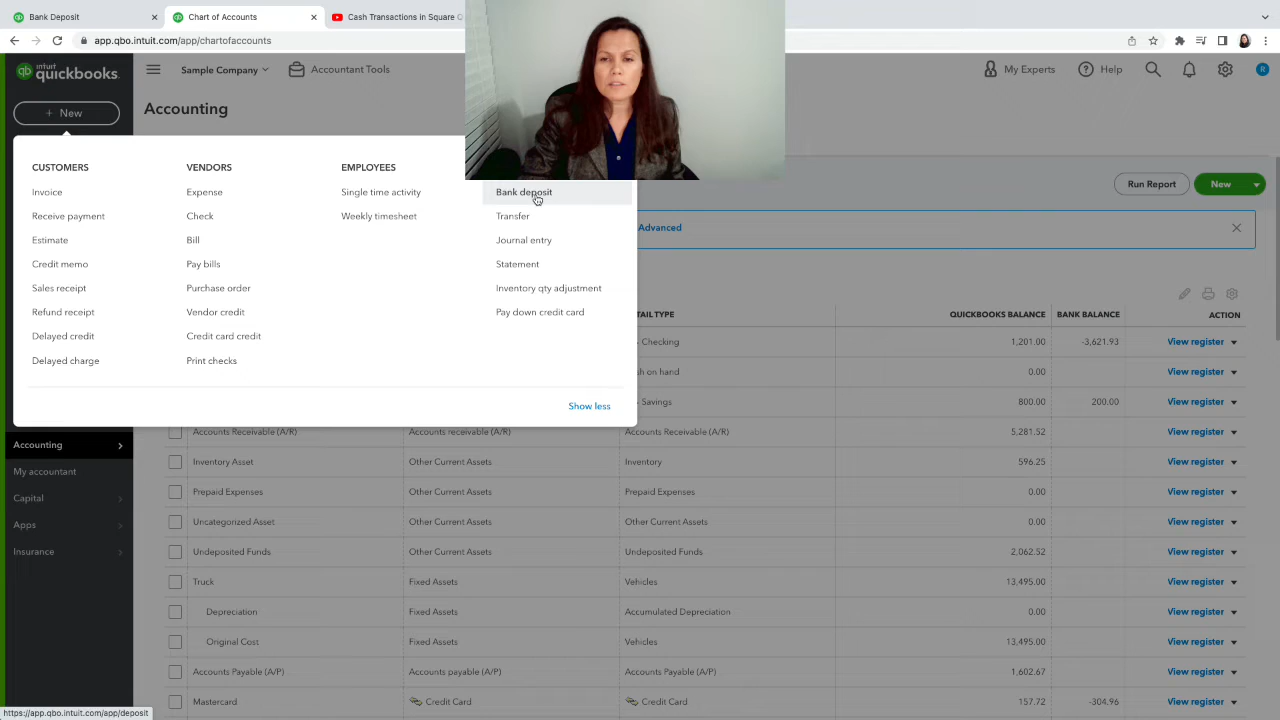 Bank Deposit
Chart of Accounts
Cash Transactions in Square
app.qbo.intuit.com/app/chartofaccounts
intuit quickbooks.
Sample Company
Accountant Tools
My Experts
Help
R
+ New
Accounting
CUSTOMERS
Invoice
Receive payment
Estimate
Credit memo
Sales receipt
Refund receipt
Delayed credit
Delayed charge
VENDORS
Expense
Check
Bill
Pay bills
Purchase order
Vendor credit
Credit card credit
Print checks
EMPLOYEES
Single time activity
Weekly timesheet
Bank deposit
Transfer
Journal entry
Statement
Inventory qty adjustment
Pay down credit card
Show less
Run Report
New
Advanced
TAIL TYPE QUICKBOOKS BALANCE BANK BALANCE ACTION
Checking 1,201.00 -3,621.93 View register
on hand 0.00 View register
Savings 800.00 200.00 View register
Accounts Receivable (A/R) Accounts receivable (A/R) Accounts Receivable (A/R) 5,281.52 View register
Inventory Asset Other Current Assets Inventory 596.25 View register
Prepaid Expenses Other Current Assets Prepaid Expenses 0.00 View register
Uncategorized Asset Other Current Assets Other Current Assets 0.00 View register
Undeposited Funds Other Current Assets Undeposited Funds 2,062.52 View register
Truck Fixed Assets Vehicles 13,495.00 View register
Depreciation Fixed Assets Accumulated Depreciation 0.00 View register
Original Cost Fixed Assets Vehicles 13,495.00 View register
Accounts Payable (A/P) Accounts payable (A/P) Accounts Payable (A/P) 1,602.67 View register
Mastercard Credit Card Credit Card 157.72 -304.96 View register
Accounting
My accountant
Capital
Apps
Insurance
https://app.qbo.intuit.com/app/deposit